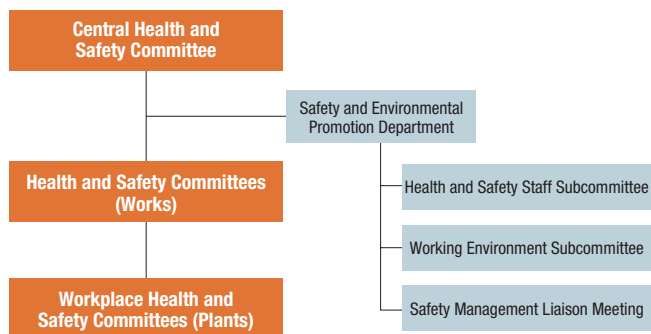 Central Health and
Safety Committee
Safety and Environmental
Promotion Department
Health and Safety Committees
(Works)
Health and Safety Staff Subcommittee
Working Environment Subcommittee
Workplace Health and
Safety Committees (Plants)
Safety Management Liaison Meeting